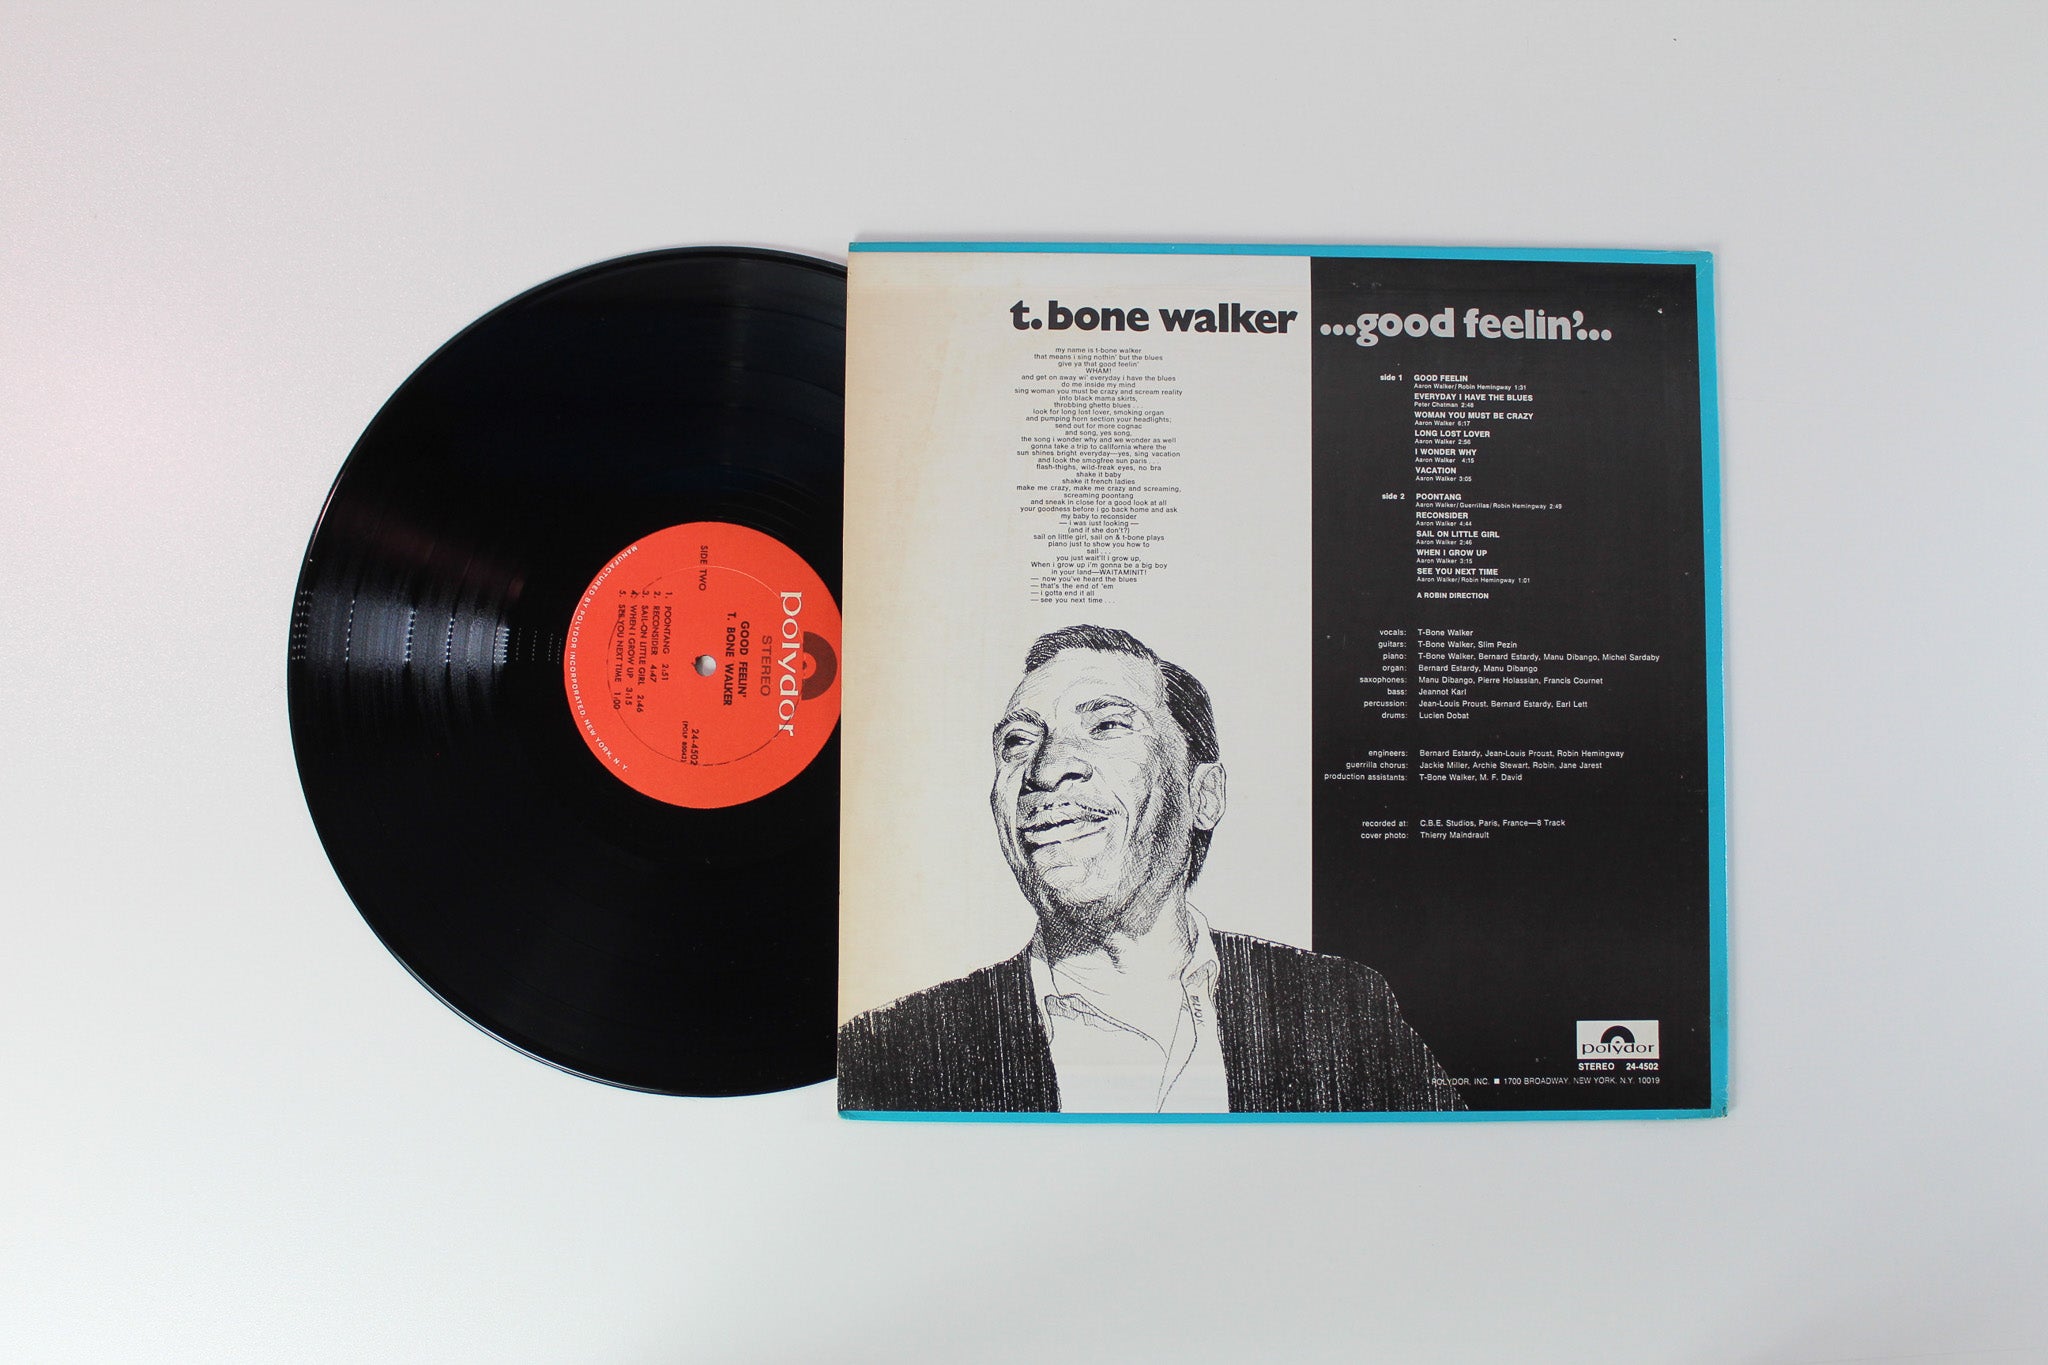 polydor
STEREO
GOOD FEELIN'
T. BONE WALKER
SIDE TWO
24-4502
1. POONTANG 2:51
2. RECONSIDER 4:47
3. SAIL-ON LITTLE GIRL 2:46
4. WHEN I GROW UP 3:15
5. SEE YOU NEXT TIME 1:00
MANUFACTURED BY POLYDOR INCORPORATED, NEW YORK, N.Y.
t. bone walker
my name is t-bone walker
that means i sing nothin' but the blues
give ya that good feelin'
WHAM!
and get on away wi' everyday i have the blues
do me inside my mind
sing woman you must be crazy and scream reality
into black mama skirts,
throbbing ghetto blues . . .
look for long lost lover, smoking organ
and pumping horn section your headlights;
send out for more cognac
and song, yes song,
the song i wonder why and we wonder as well
gonna take a trip to california where the
sun shines bright everyday—yes, sing vacation
and look the smogfree sun paris . . .
flash-thighs, wild-freak eyes, no bra
shake it baby
shake it french ladies
make me crazy, make me crazy and screaming,
screaming poontang
and sneak in close for a good look at all
your goodness before i go back home and ask
my baby to reconsider
— i was just looking —
(and if she don't?)
sail on little girl, sail on & t-bone plays
piano just to show you how to
sail . . .
you just wait'll i grow up,
When i grow up i'm gonna be a big boy
in your land—WAITAMINIT!
— now you've heard the blues
— that's the end of 'em
— i gotta end it all
— see you next time . . .
...good feelin'...
side 1 GOOD FEELIN
Aaron Walker/Robin Hemingway 1:31
EVERYDAY I HAVE THE BLUES
Peter Chatman 2:46
WOMAN YOU MUST BE CRAZY
Aaron Walker 6:17
LONG LOST LOVER
Aaron Walker 2:56
I WONDER WHY
Aaron Walker 4:15
VACATION
Aaron Walker 3:05
side 2 POONTANG
Aaron Walker/Guerrillas/Robin Hemingway 2:49
RECONSIDER
Aaron Walker 4:44
SAIL ON LITTLE GIRL
Aaron Walker 2:46
WHEN I GROW UP
Aaron Walker 3:15
SEE YOU NEXT TIME
Aaron Walker/Robin Hemingway 1:01
A ROBIN DIRECTION
vocals: T-Bone Walker
guitars: T-Bone Walker, Slim Pezin
piano: T-Bone Walker, Bernard Estardy, Manu Dibango, Michel Sardaby
organ: Bernard Estardy, Manu Dibango
saxophones: Manu Dibango, Pierre Holassian, Francis Cournet
bass: Jeannot Karl
percussion: Jean-Louis Proust, Bernard Estardy, Earl Lett
drums: Lucien Dobat
engineers: Bernard Estardy, Jean-Louis Proust, Robin Hemingway
guerrilla chorus: Jackie Miller, Archie Stewart, Robin, Jane Jarest
production assistants: T-Bone Walker, M. F. David
recorded at: C.B.E. Studios, Paris, France—8 Track
cover photo: Thierry Maindrault
polydor
STEREO 24-4502
POLYDOR, INC. ■ 1700 BROADWAY, NEW YORK, N.Y. 10019